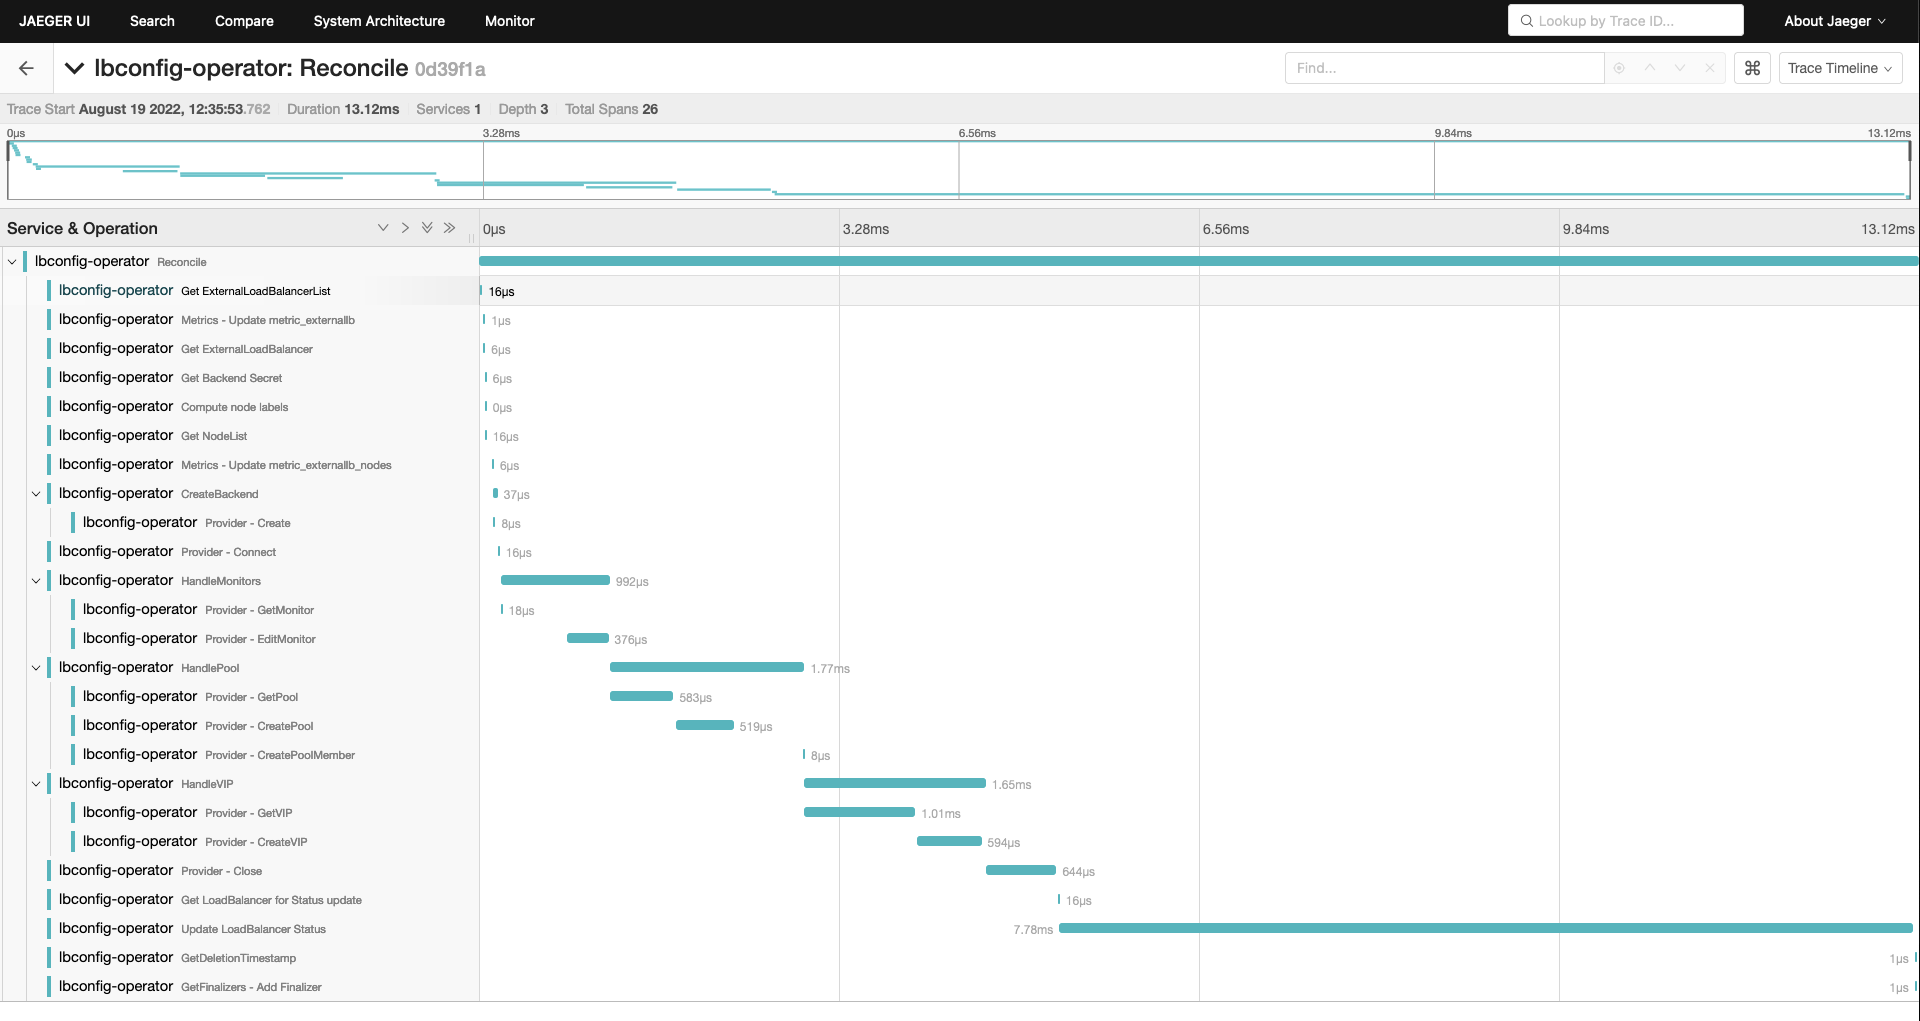 JAEGER UI Search Compare System Architecture Monitor Lookup by Trace ID... About Jaeger
lbconfig-operator: Reconcile 0d39f1a Find... ⌘ Trace Timeline
Trace Start August 19 2022, 12:35:53.762 Duration 13.12ms Services 1 Depth 3 Total Spans 26
0μs 3.28ms 6.56ms 9.84ms 13.12ms
Service & Operation 0μs 3.28ms 6.56ms 9.84ms 13.12ms
lbconfig-operator Reconcile
lbconfig-operator Get ExternalLoadBalancerList 16μs
lbconfig-operator Metrics - Update metric_externallb 1μs
lbconfig-operator Get ExternalLoadBalancer 6μs
lbconfig-operator Get Backend Secret 6μs
lbconfig-operator Compute node labels 0μs
lbconfig-operator Get NodeList 16μs
lbconfig-operator Metrics - Update metric_externallb_nodes 6μs
lbconfig-operator CreateBackend 37μs
lbconfig-operator Provider - Create 8μs
lbconfig-operator Provider - Connect 16μs
lbconfig-operator HandleMonitors 992μs
lbconfig-operator Provider - GetMonitor 18μs
lbconfig-operator Provider - EditMonitor 376μs
lbconfig-operator HandlePool 1.77ms
lbconfig-operator Provider - GetPool 583μs
lbconfig-operator Provider - CreatePool 519μs
lbconfig-operator Provider - CreatePoolMember 8μs
lbconfig-operator HandleVIP 1.65ms
lbconfig-operator Provider - GetVIP 1.01ms
lbconfig-operator Provider - CreateVIP 594μs
lbconfig-operator Provider - Close 644μs
lbconfig-operator Get LoadBalancer for Status update 16μs
lbconfig-operator Update LoadBalancer Status 7.78ms
lbconfig-operator GetDeletionTimestamp 1μs
lbconfig-operator GetFinalizers - Add Finalizer 1μs